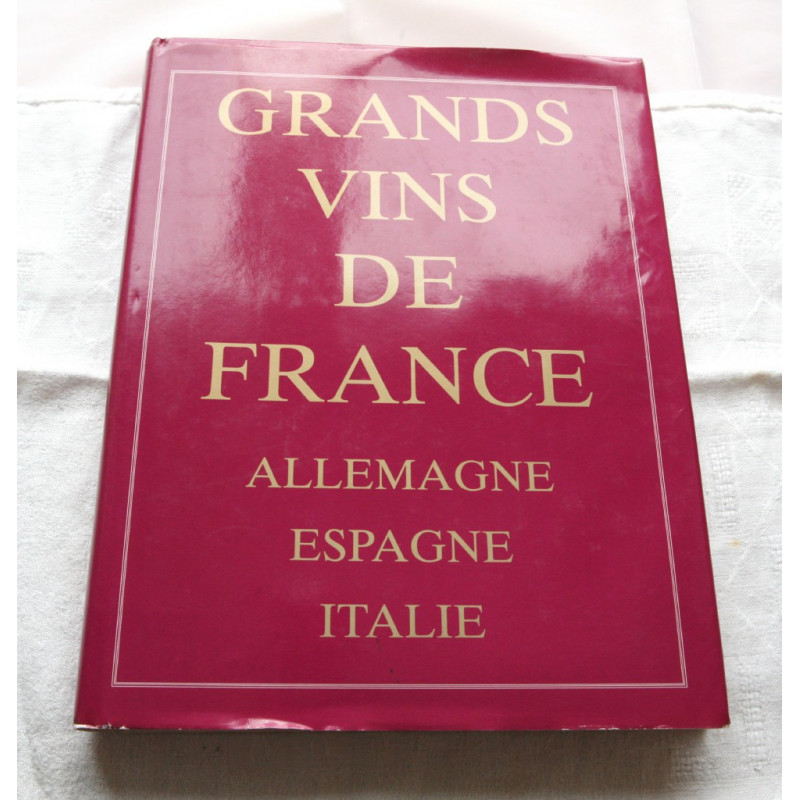 GRANDS
VINS
DE
FRANCE
ALLEMAGNE
ESPAGNE
ITALIE